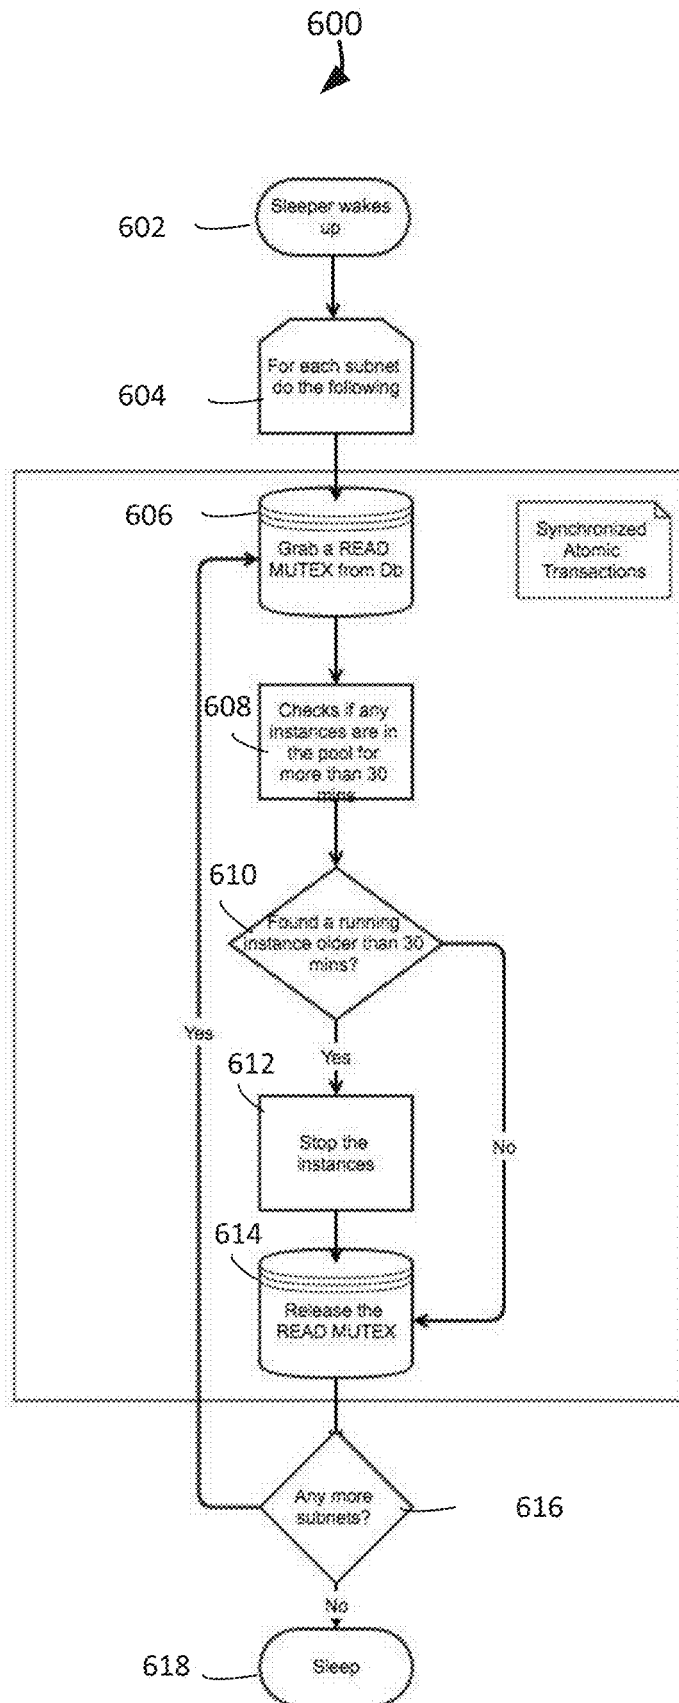 600
602
Sleeper wakes
up
604
For each subnet
do the following
606
Grab a READ
MUTEX from Db
Synchronized
Atomic
Transactions
608
Checks if any
instances are in
the pool for
more than 30
mins
610
Found a running
instance older than 30
mins?
Yes
Yes
612
Stop the
instances
No
614
Release the
READ MUTEX
Any more
subnets?
616
No
618
Sleep